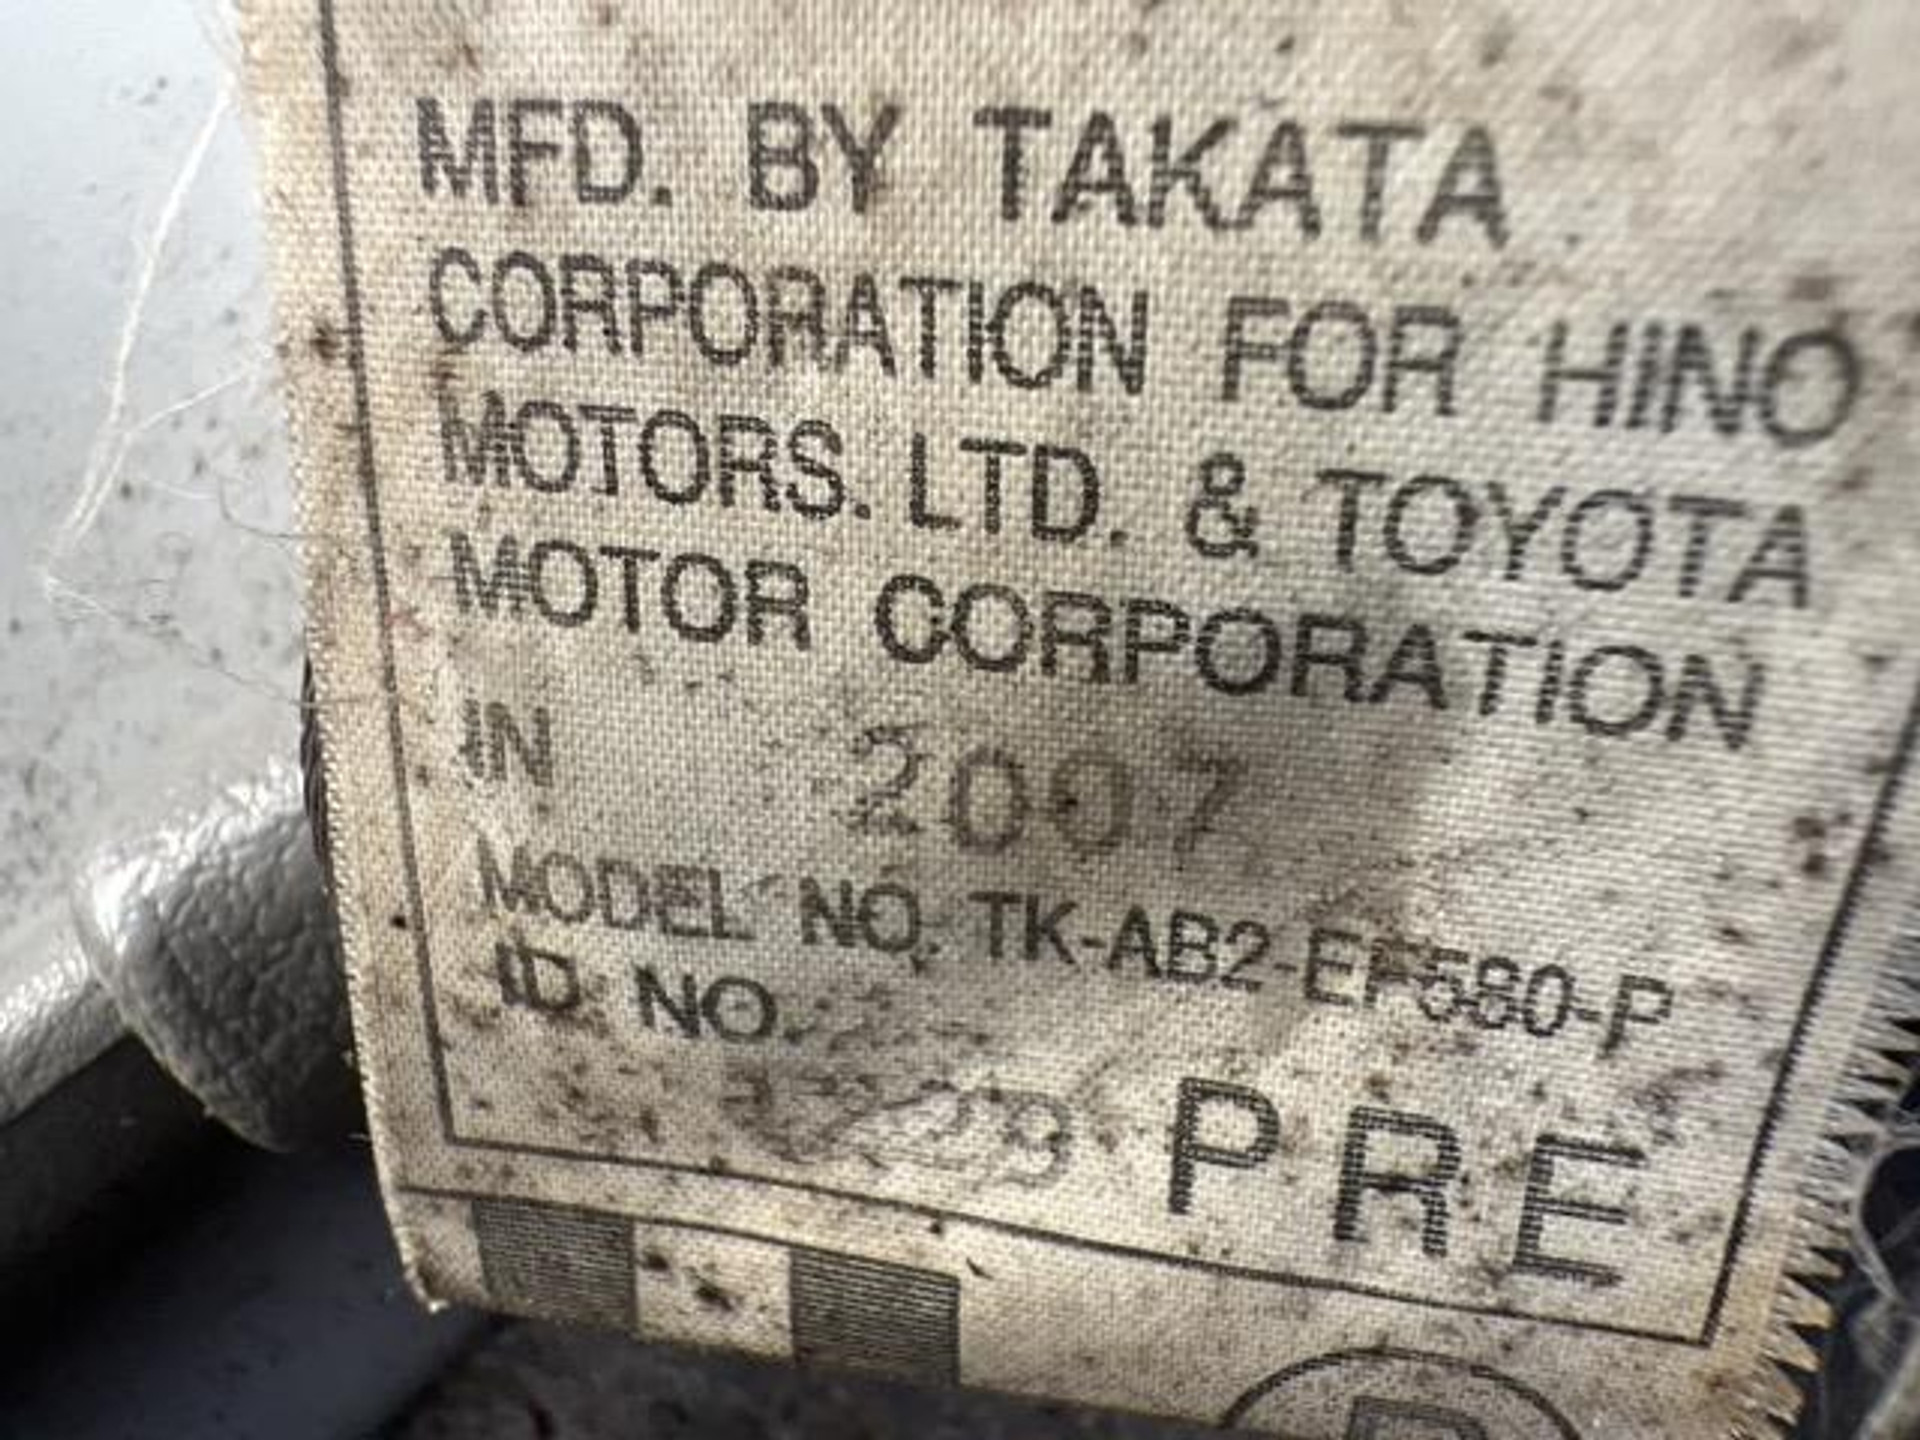 MFD. BY TAKATA
CORPORATION FOR HINO
MOTORS. LTD. & TOYOTA
MOTOR CORPORATION
IN 2007
MODEL NO. TK-AB2-EF580-P
ID NO.
PRE